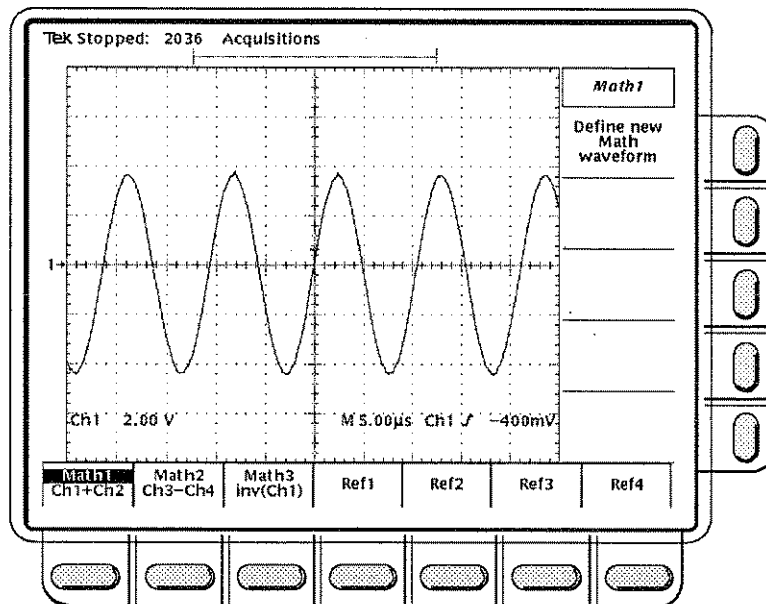 Tek Stopped: 2036 Acquisitions
Math1
Define new
Math
waveform
1
Ch1 2.00 V M 5.00µs Ch1 ∫ -400mV
Math1 Math2 Math3 Ref1 Ref2 Ref3 Ref4
Ch1+Ch2 Ch3-Ch4 inv(Ch1)